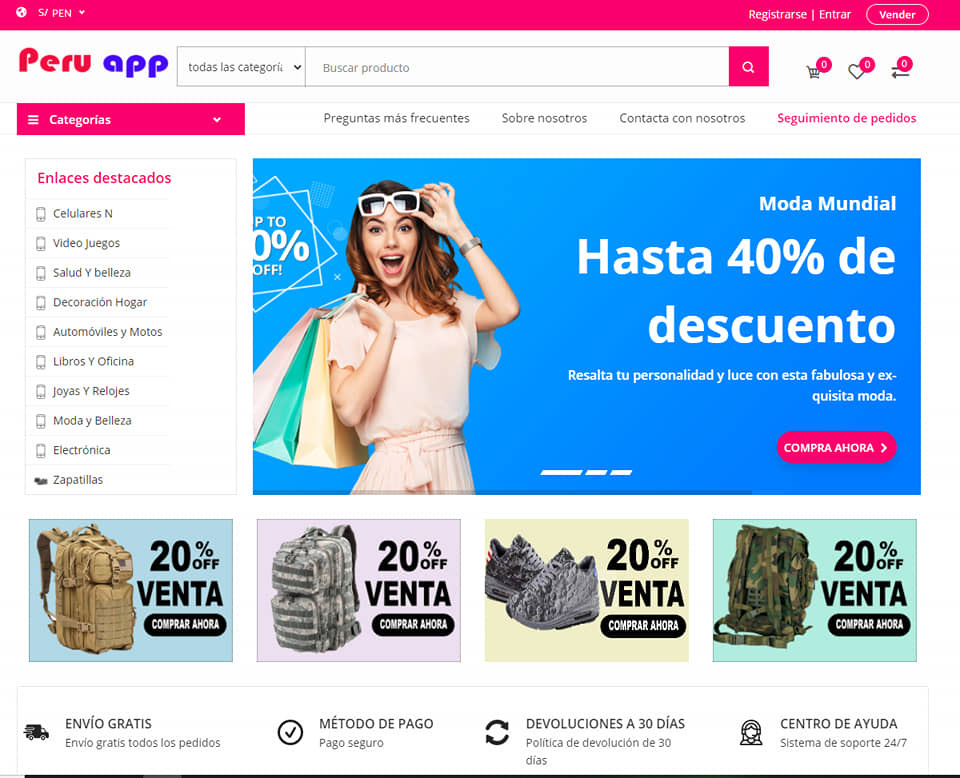 S/ PEN
Registrarse | Entrar
Vender
Peru app
todas las categorí
Buscar producto
0
0
0
Categorías
Preguntas más frecuentes
Sobre nosotros
Contacta con nosotros
Seguimiento de pedidos
Enlaces destacados
Celulares N
Video Juegos
Salud Y belleza
Decoración Hogar
Automóviles y Motos
Libros Y Oficina
Joyas Y Relojes
Moda y Belleza
Electrónica
Zapatillas
P TO
0%
OFF!
Moda Mundial
Hasta 40% de
descuento
Resalta tu personalidad y luce con esta fabulosa y ex-
quisita moda.
COMPRA AHORA
20% OFF
VENTA
COMPRAR AHORA
20% OFF
VENTA
COMPRAR AHORA
20% OFF
VENTA
COMPRAR AHORA
20% OFF
VENTA
COMPRAR AHORA
ENVÍO GRATIS
Envío gratis todos los pedidos
MÉTODO DE PAGO
Pago seguro
DEVOLUCIONES A 30 DÍAS
Política de devolución de 30
días
CENTRO DE AYUDA
Sistema de soporte 24/7